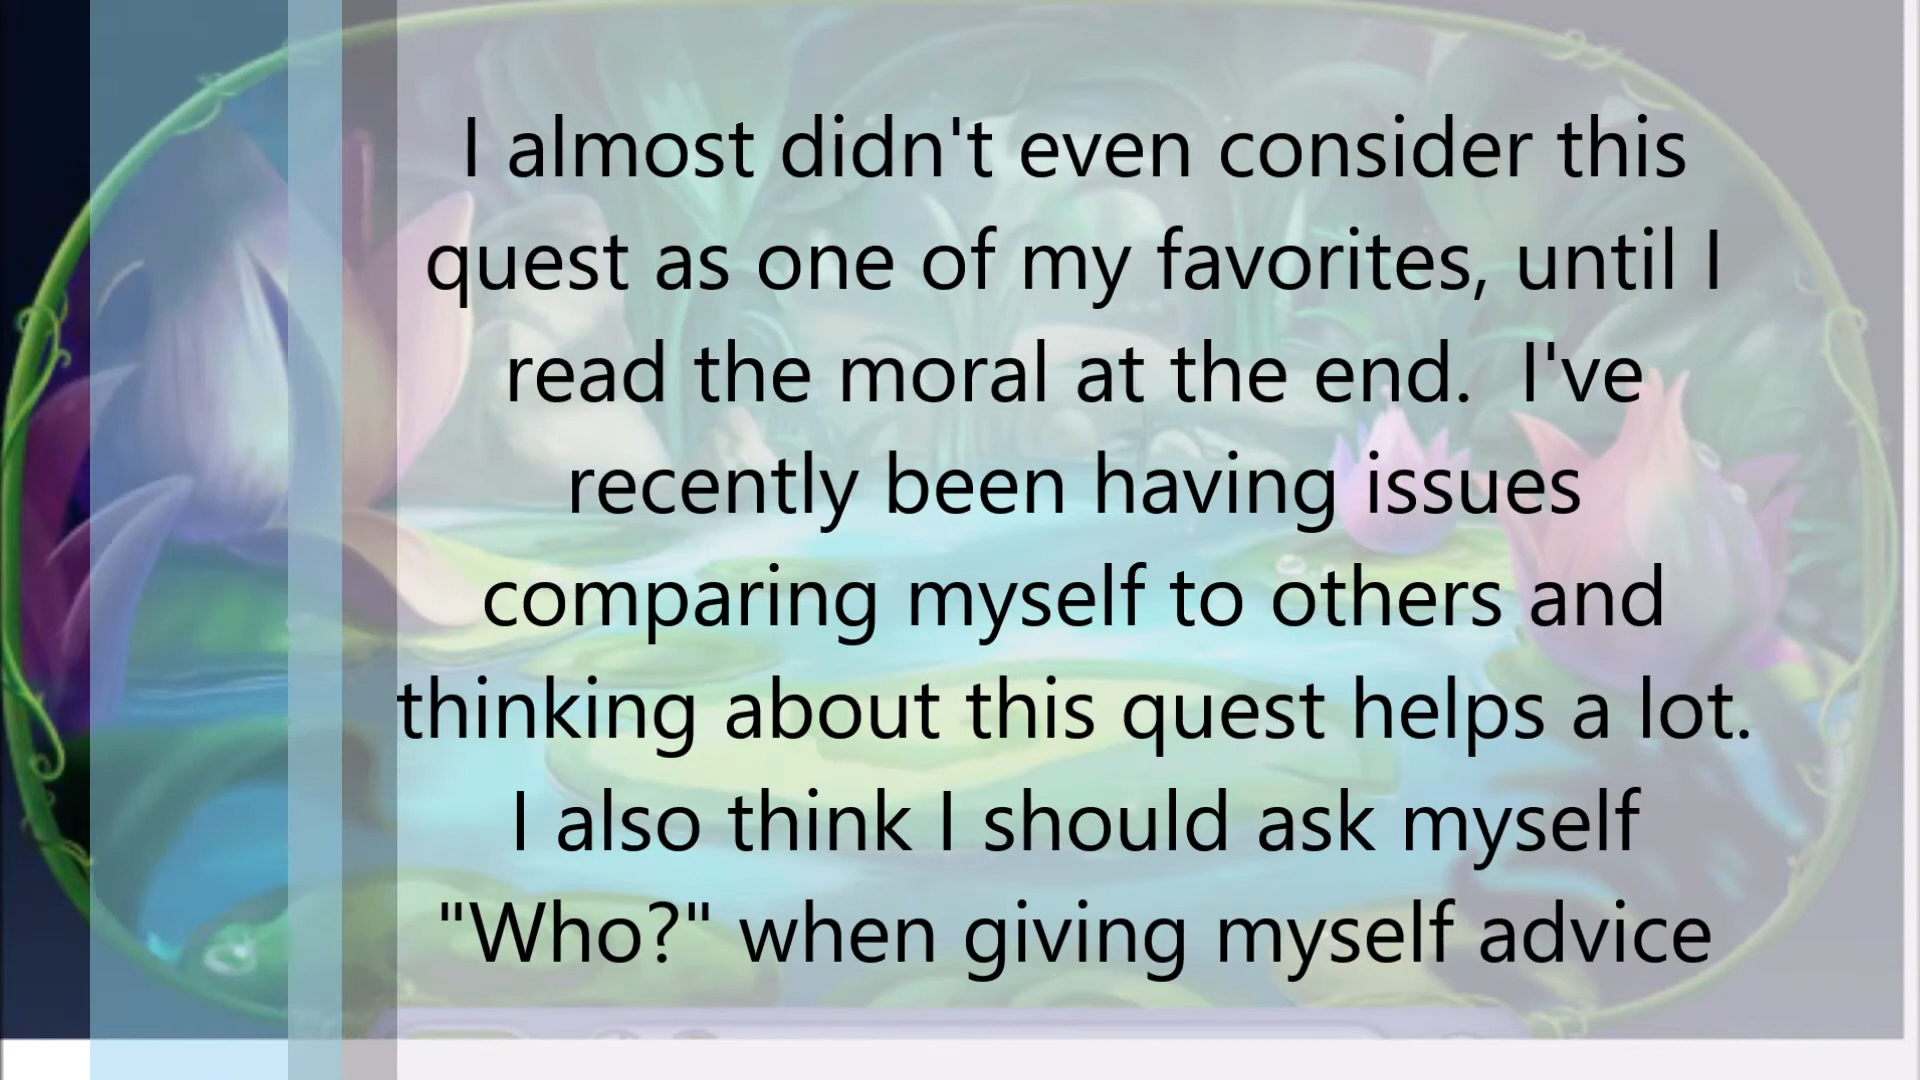 I almost didn't even consider this
quest as one of my favorites, until I
read the moral at the end.  I've
recently been having issues
comparing myself to others and
thinking about this quest helps a lot.
I also think I should ask myself
"Who?" when giving myself advice